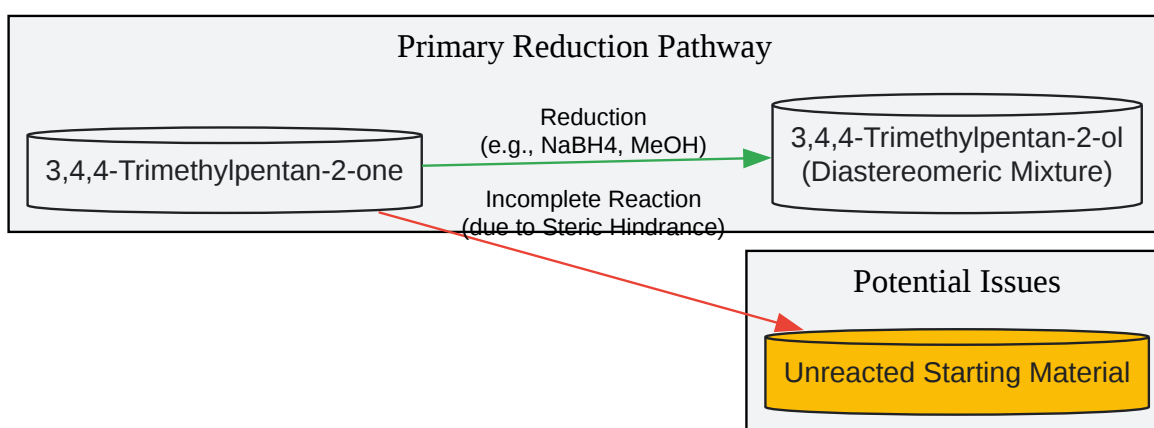 Primary Reduction Pathway
3,4,4-Trimethylpentan-2-one
Reduction
(e.g., NaBH4, MeOH)
3,4,4-Trimethylpentan-2-ol
(Diastereomeric Mixture)
Incomplete Reaction
(due to Steric Hindrance)
Potential Issues
Unreacted Starting Material